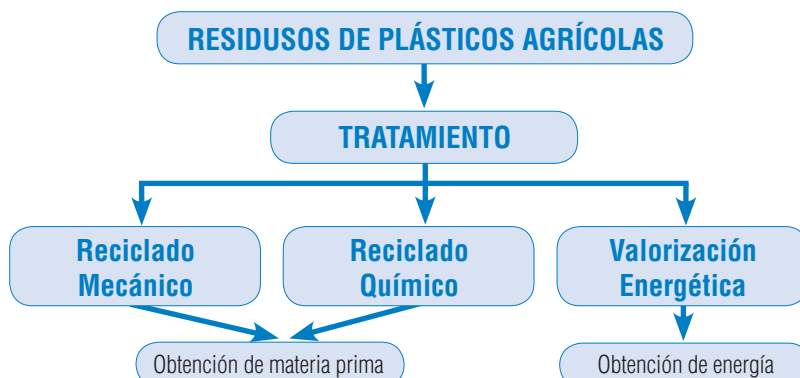 RESIDUSOS DE PLÁSTICOS AGRÍCOLAS
TRATAMIENTO
Reciclado
Mecánico
Reciclado
Químico
Valorización
Energética
Obtención de materia prima
Obtención de energía